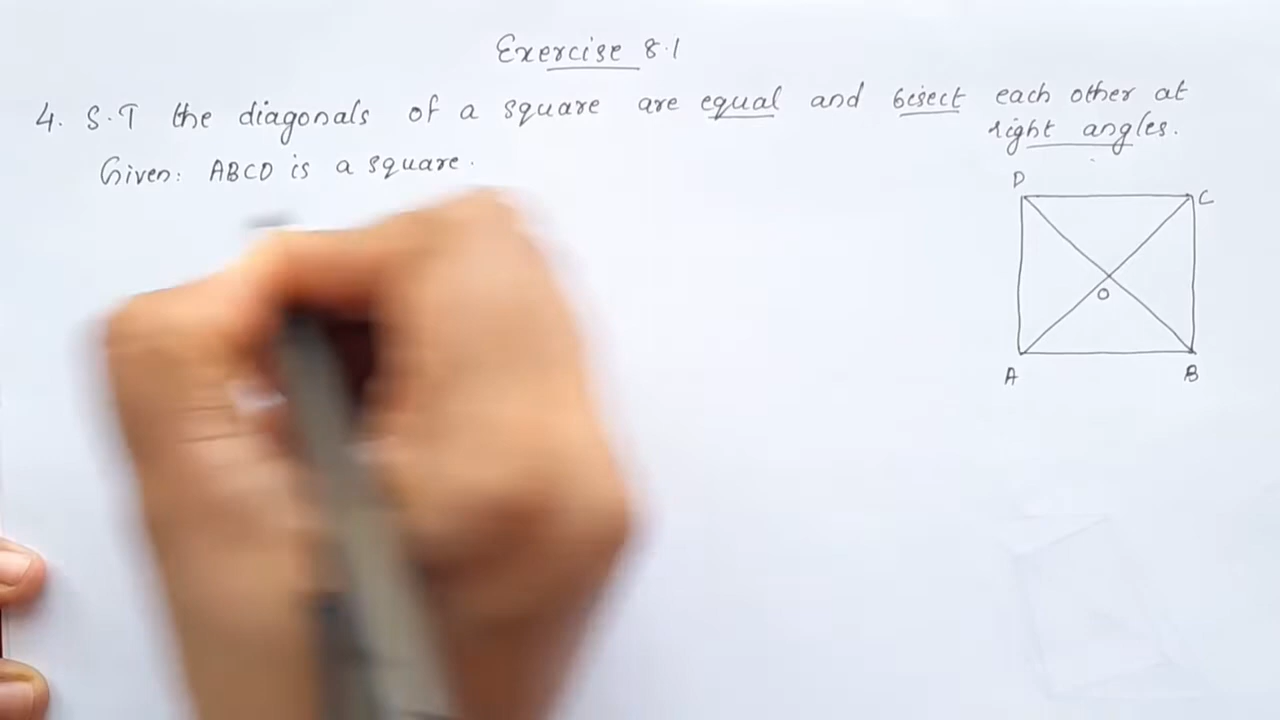 Exercise 8.1
4. S.T the diagonals of a square are equal and bisect each other at
right angles.
Given: ABCD is a square.
D
C
O
A
B